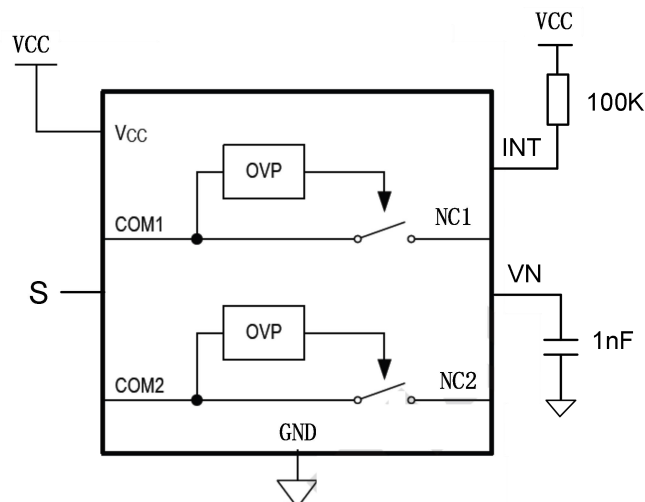 VCC
VCC
100K
INT
VCC
OVP
COM1
NC1
VN
S
OVP
1nF
COM2
NC2
GND